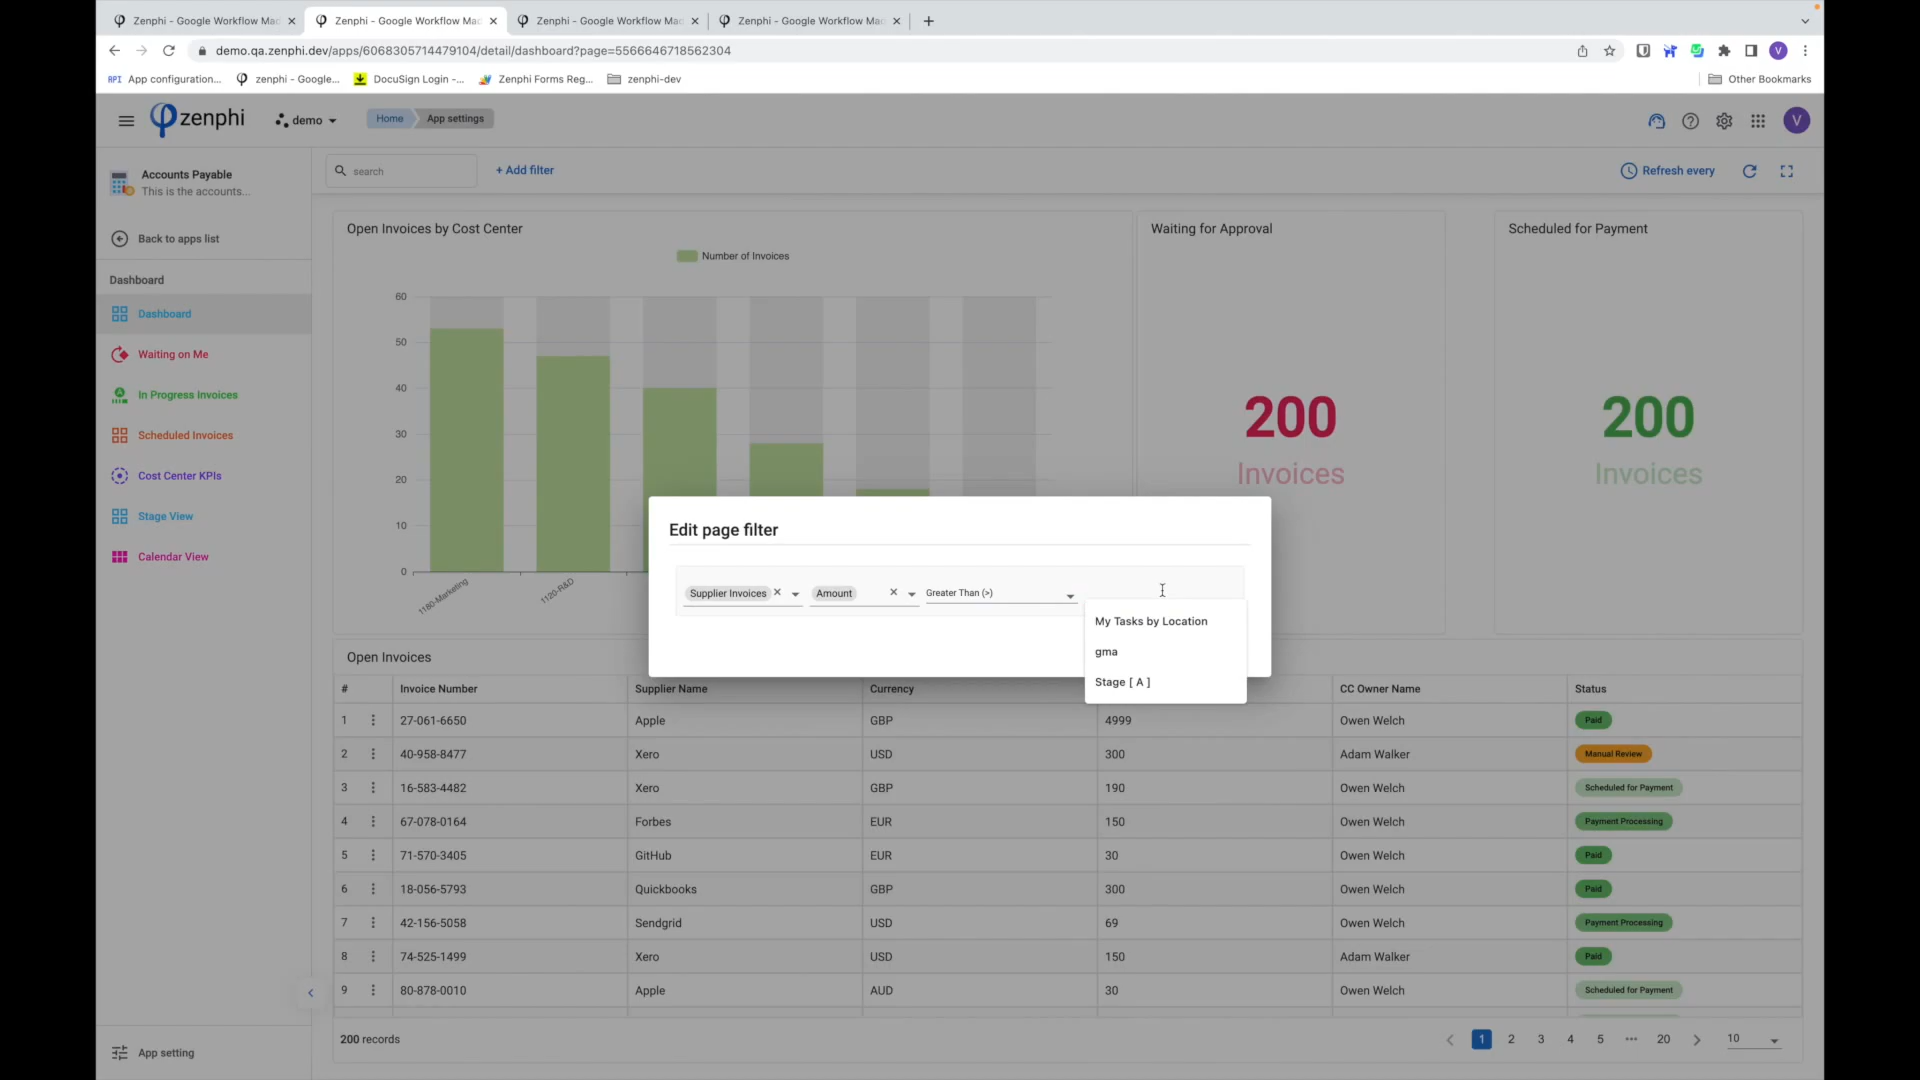 Zenphi - Google Workflow Mac
Zenphi - Google Workflow Mac
Zenphi - Google Workflow Mac
Zenphi - Google Workflow Mac
demo.qa.zenphi.dev/apps/6068305714479104/detail/dashboard?page=5566646718562304
V
API App configuration...
zenphi - Google...
DocuSign Login -...
Zenphi Forms Reg...
zenphi-dev
Other Bookmarks
zenphi
demo
Home
App settings
V
Accounts Payable
This is the accounts...
search
+ Add filter
Refresh every
Back to apps list
Dashboard
Dashboard
Waiting on Me
In Progress Invoices
Scheduled Invoices
Cost Center KPIs
Stage View
Calendar View
App setting
Open Invoices by Cost Center
Number of Invoices
60
50
40
30
20
10
0
1180-Marketing
1120-R&D
Waiting for Approval
200
Invoices
Scheduled for Payment
200
Invoices
Edit page filter
Supplier Invoices
Amount
Greater Than (>)
My Tasks by Location
gma
Stage [ A ]
Open Invoices
# Invoice Number Supplier Name Currency CC Owner Name Status
1 27-061-6650 Apple GBP 4999 Owen Welch Paid
2 40-958-8477 Xero USD 300 Adam Walker Manual Review
3 16-583-4482 Xero GBP 190 Owen Welch Scheduled for Payment
4 67-078-0164 Forbes EUR 150 Owen Welch Payment Processing
5 71-570-3405 GitHub EUR 30 Owen Welch Paid
6 18-056-5793 Quickbooks GBP 300 Owen Welch Paid
7 42-156-5058 Sendgrid USD 69 Owen Welch Payment Processing
8 74-525-1499 Xero USD 150 Adam Walker Paid
9 80-878-0010 Apple AUD 30 Owen Welch Scheduled for Payment
200 records
1 2 3 4 5 ... 20
10